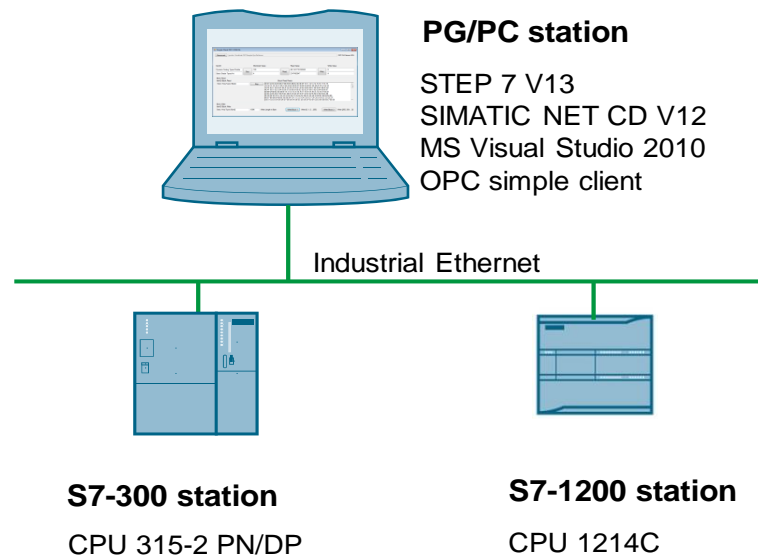 PG/PC station
STEP 7 V13
SIMATIC NET CD V12
MS Visual Studio 2010
OPC simple client
Industrial Ethernet
S7-300 station
CPU 315-2 PN/DP
S7-1200 station
CPU 1214C